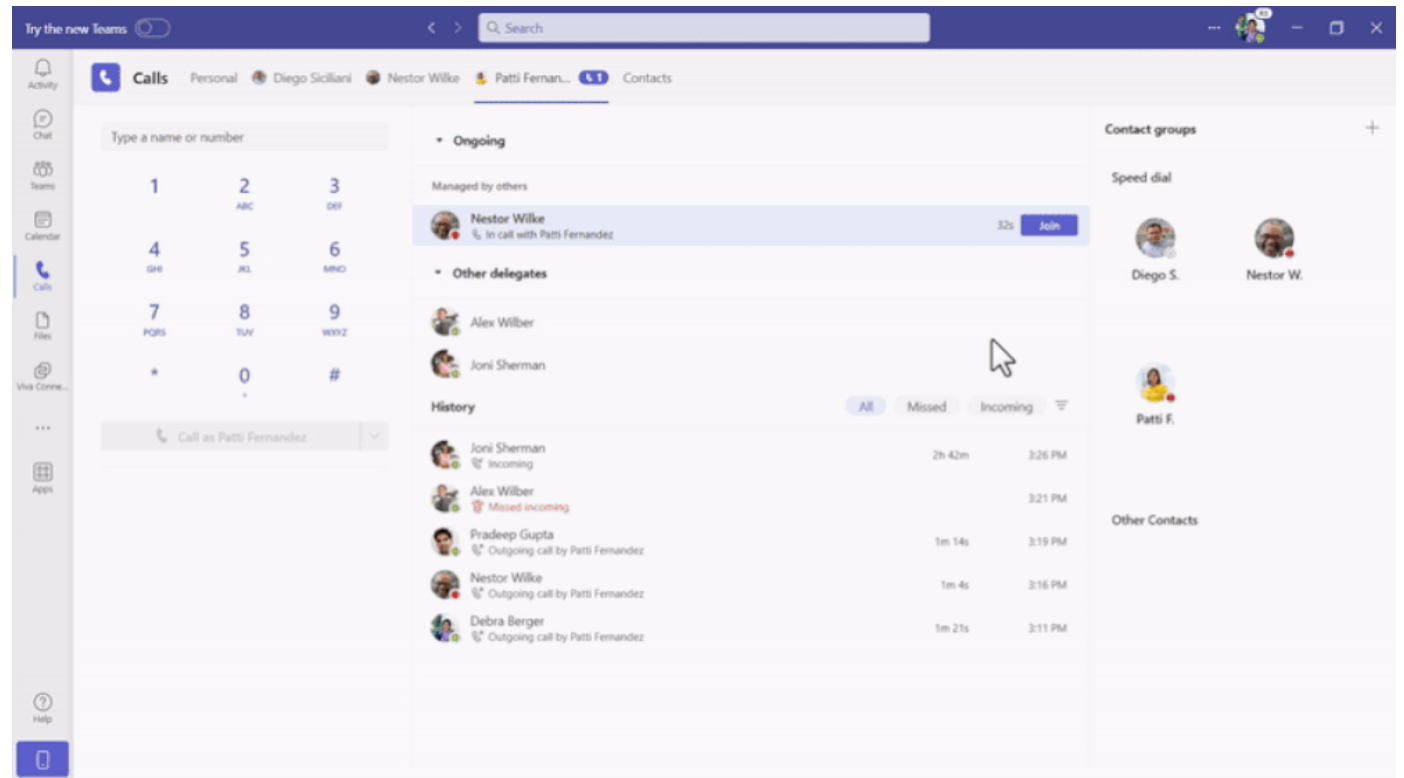 Try the new Teams
Search
Activity
Chat
Teams
Calendar
Calls
Files
Viva Conne...
Apps
Help
Calls Personal Diego Siciliani Nestor Wilke Patti Fernan... 1 Contacts
Type a name or number
1 2 3
ABC DEF
4 5 6
GHI JKL MNO
7 8 9
PQRS TUV WXYZ
* 0 #
+
Call as Patti Fernandez
Ongoing
Managed by others
Nestor Wilke
In call with Patti Fernandez
32s Join
Other delegates
Alex Wilber
Joni Sherman
History All Missed Incoming
Joni Sherman
Incoming
2h 42m 3:26 PM
Alex Wilber
Missed incoming
3:21 PM
Pradeep Gupta
Outgoing call by Patti Fernandez
1m 14s 3:19 PM
Nestor Wilke
Outgoing call by Patti Fernandez
1m 4s 3:16 PM
Debra Berger
Outgoing call by Patti Fernandez
1m 21s 3:11 PM
Contact groups
Speed dial
Diego S. Nestor W.
Patti F.
Other Contacts